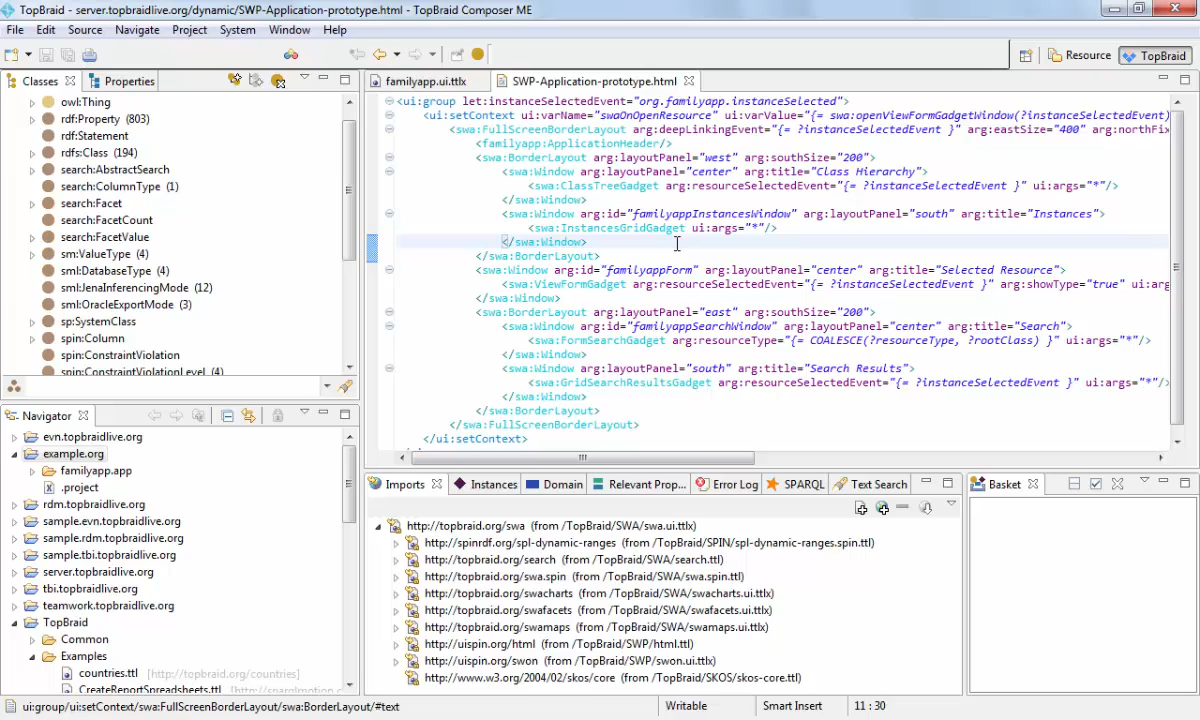 TopBraid - server.topbraidlive.org/dynamic/SWP-Application-prototype.html - TopBraid Composer ME
File Edit Source Navigate Project System Window Help
Resource TopBraid
Classes Properties
owl:Thing
rdf:Property (803)
rdf:Statement
rdfs:Class (194)
search:AbstractSearch
search:ColumnType (1)
search:Facet
search:FacetCount
search:FacetValue
sm:ValueType (4)
sml:DatabaseType (4)
sml:JenaInferencingMode (12)
sml:OracleExportMode (3)
sp:SystemClass
spin:Column
spin:ConstraintViolation
spin:ConstraintViolationLevel (4)
familyapp.ui.ttlx SWP-Application-prototype.html
<ui:group let:instanceSelectedEvent="org.familyapp.instanceSelected">
<ui:setContext ui:varName="swaOnOpenResource" ui:varValue="{= swa:openViewFormGadgetWindow(?instanceSelectedEvent)
<swa:FullScreenBorderLayout arg:deepLinkingEvent="{= ?instanceSelectedEvent }" arg:eastSize="400" arg:northFix
<familyapp:ApplicationHeader/>
<swa:BorderLayout arg:layoutPanel="west" arg:southSize="200">
<swa:Window arg:layoutPanel="center" arg:title="Class Hierarchy">
<swa:ClassTreeGadget arg:resourceSelectedEvent="{= ?instanceSelectedEvent }" ui:args="*"/>
</swa:Window>
<swa:Window arg:id="familyappInstancesWindow" arg:layoutPanel="south" arg:title="Instances">
<swa:InstancesGridGadget ui:args="*"/>
</swa:Window>
</swa:BorderLayout>
<swa:Window arg:id="familyappForm" arg:layoutPanel="center" arg:title="Selected Resource">
<swa:ViewFormGadget arg:resourceSelectedEvent="{= ?instanceSelectedEvent }" arg:showType="true" ui:arg
</swa:Window>
<swa:BorderLayout arg:layoutPanel="east" arg:southSize="200">
<swa:Window arg:id="familyappSearchWindow" arg:layoutPanel="center" arg:title="Search">
<swa:FormSearchGadget arg:resourceType="{= COALESCE(?resourceType, ?rootClass) }" ui:args="*"/>
</swa:Window>
<swa:Window arg:layoutPanel="south" arg:title="Search Results">
<swa:GridSearchResultsGadget arg:resourceSelectedEvent="{= ?instanceSelectedEvent }" ui:args="*"/>
</swa:Window>
</swa:BorderLayout>
</swa:FullScreenBorderLayout>
</ui:setContext>
Navigator
evn.topbraidlive.org
example.org
familyapp.app
.project
rdm.topbraidlive.org
sample.evn.topbraidlive.org
sample.rdm.topbraidlive.org
sample.tbi.topbraidlive.org
server.topbraidlive.org
tbi.topbraidlive.org
teamwork.topbraidlive.org
TopBraid
Common
Examples
countries.ttl [http://topbraid.org/countries]
CreateReportSpreadsheets.ttl
Imports Instances Domain Relevant Prop... Error Log SPARQL Text Search
http://topbraid.org/swa (from /TopBraid/SWA/swa.ui.ttlx)
http://spinrdf.org/spl-dynamic-ranges (from /TopBraid/SPIN/spl-dynamic-ranges.spin.ttl)
http://topbraid.org/search (from /TopBraid/SWA/search.ttl)
http://topbraid.org/swa.spin (from /TopBraid/SWA/swa.spin.ttl)
http://topbraid.org/swacharts (from /TopBraid/SWA/swacharts.ui.ttlx)
http://topbraid.org/swafacets (from /TopBraid/SWA/swafacets.ui.ttlx)
http://topbraid.org/swamaps (from /TopBraid/SWA/swamaps.ui.ttlx)
http://uispin.org/html (from /TopBraid/SWP/html.ttl)
http://uispin.org/swon (from /TopBraid/SWP/swon.ui.ttlx)
http://www.w3.org/2004/02/skos/core (from /TopBraid/SKOS/skos-core.ttl)
Basket
ui:group/ui:setContext/swa:FullScreenBorderLayout/swa:BorderLayout/#text
Writable Smart Insert 11 : 30